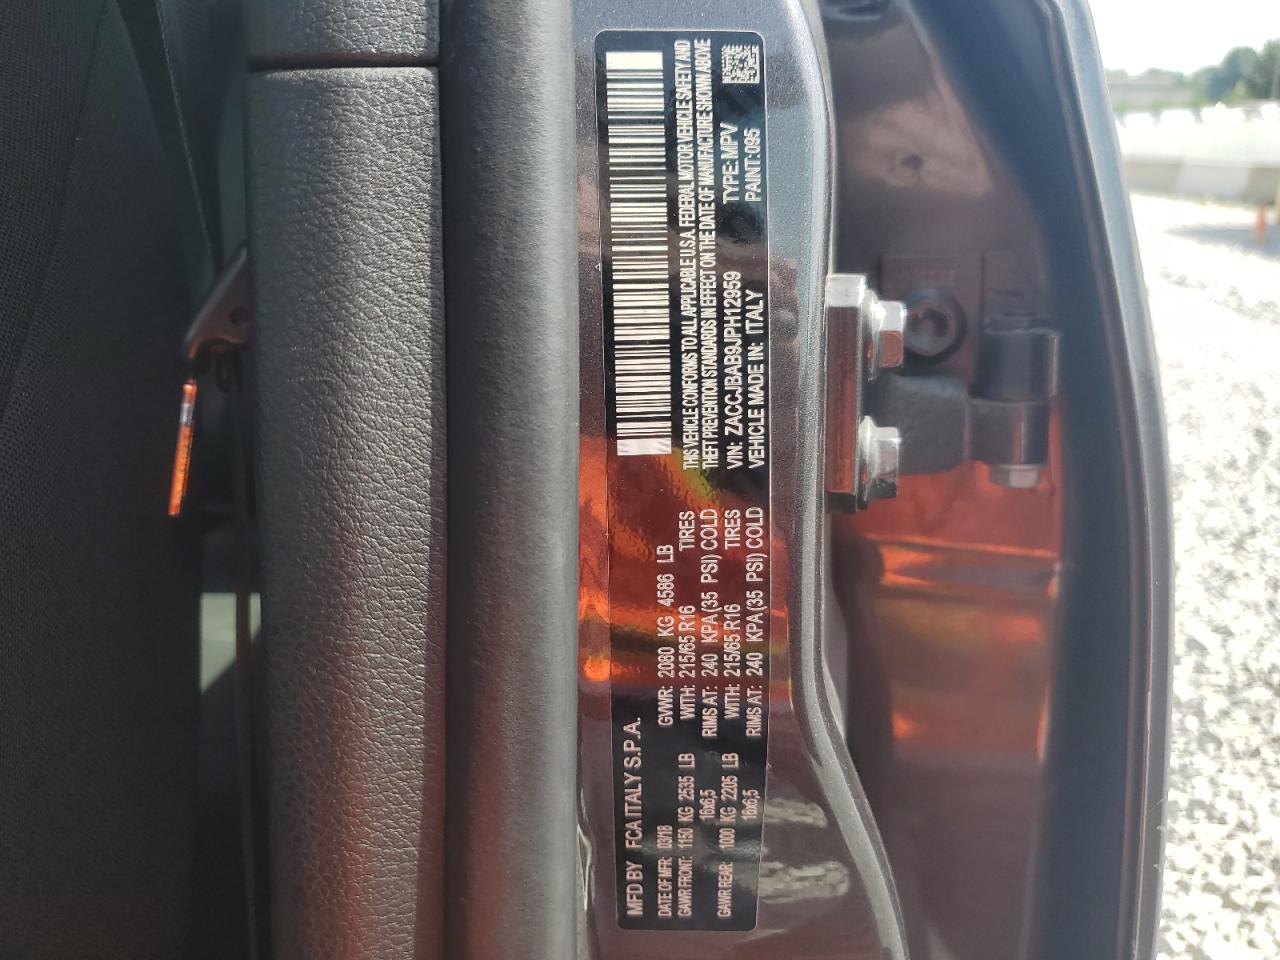 MFD BY FCA ITALY S.P.A.
DATE OF MFR: 03/18 GVWR: 2080 KG 4586 LB
GAWR FRONT: 1150 KG 2535 LB WITH: 215/65 R16 TIRES
16x6,5 RIMS AT: 240 KPA(35 PSI) COLD
GAWR REAR: 1000 KG 2205 LB WITH: 215/65 R16 TIRES
16x6,5 RIMS AT: 240 KPA(35 PSI) COLD
THIS VEHICLE CONFORMS TO ALL APPLICABLE U.S.A. FEDERAL MOTOR VEHICLE SAFETY AND
THEFT PREVENTION STANDARDS IN EFFECT ON THE DATE OF MANUFACTURE SHOWN ABOVE
VIN: ZACCJBAB9JPH12959 TYPE: MPV
VEHICLE MADE IN: ITALY PAINT: 095